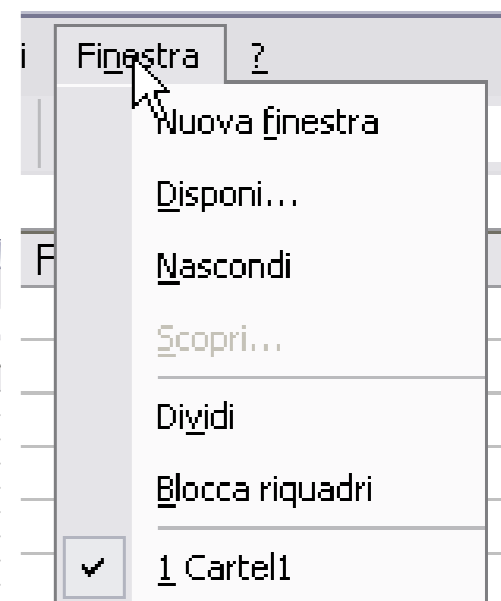 i Finestra ?
Nuova finestra
Disponi...
F
Nascondi
Scopri...
Dividi
Blocca riquadri
1 Cartel1